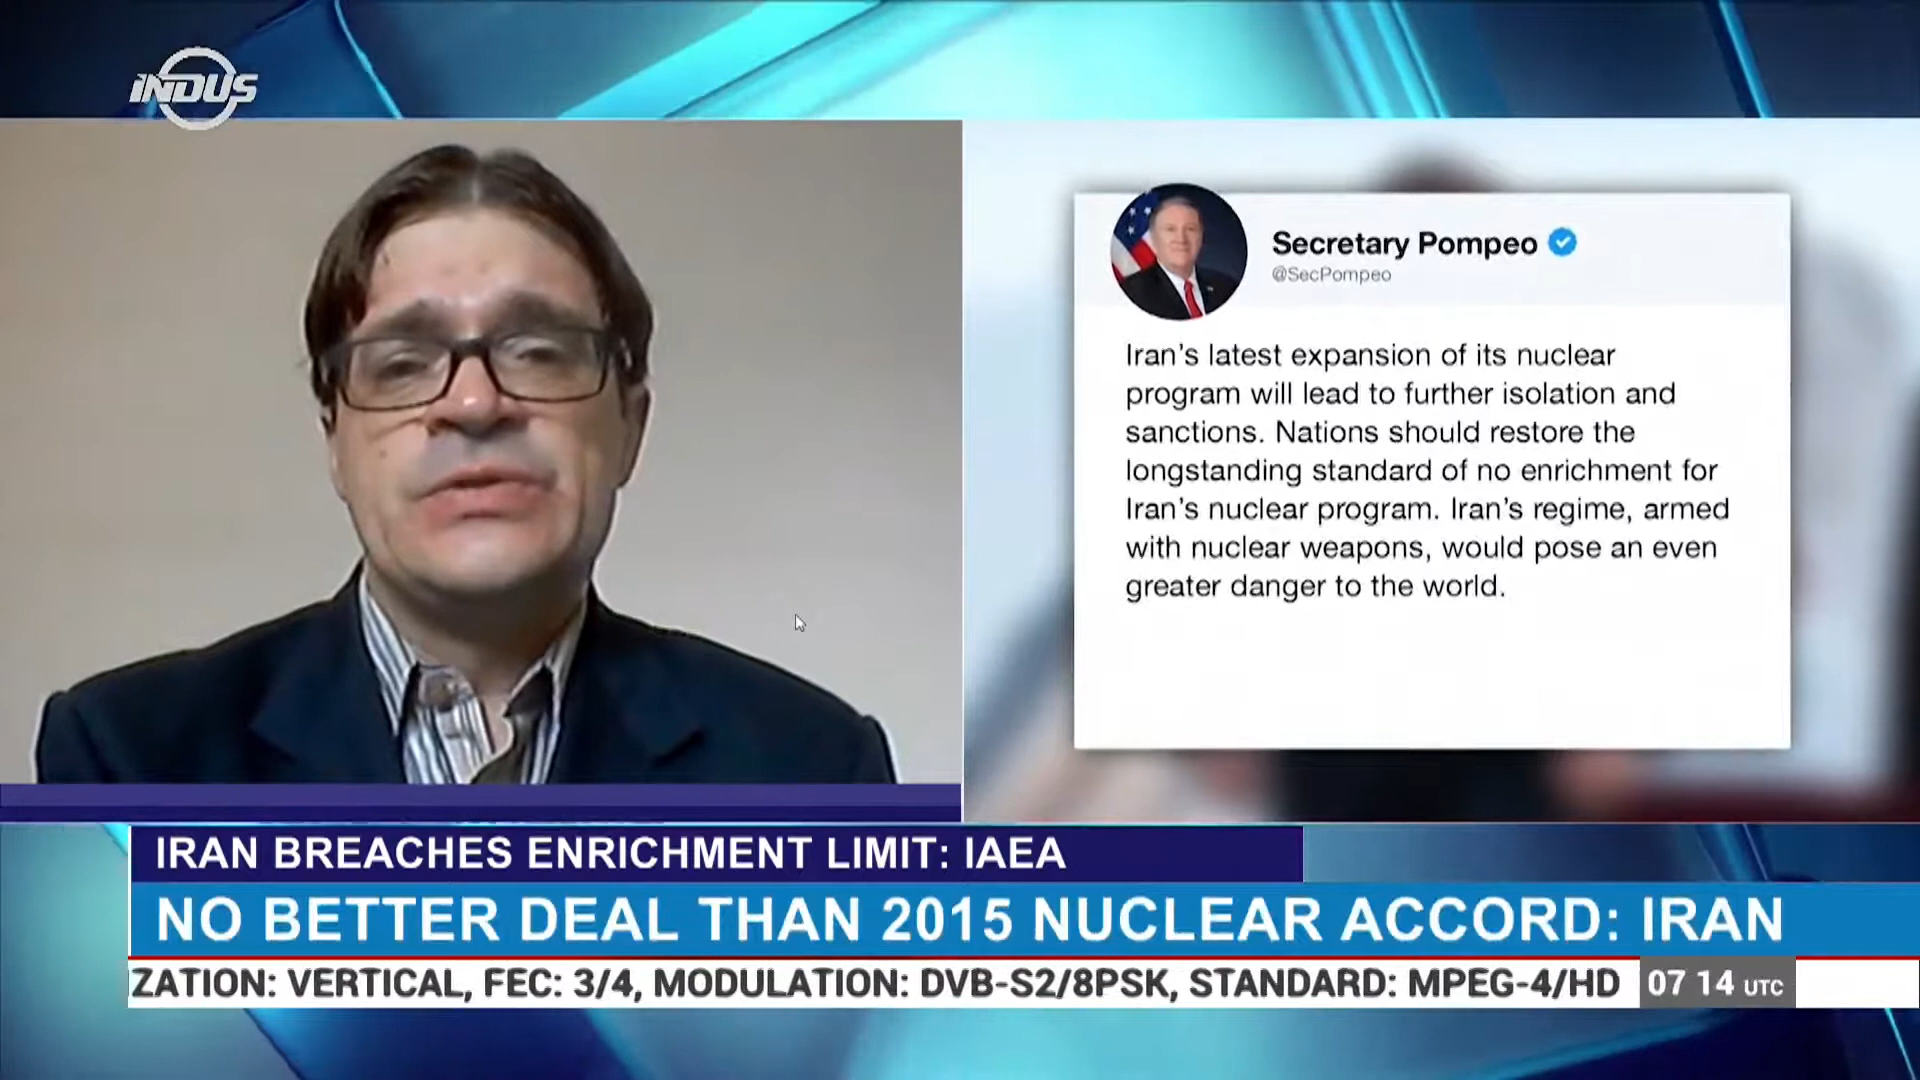 INDUS
Secretary Pompeo
@SecPompeo
Iran's latest expansion of its nuclear
program will lead to further isolation and
sanctions. Nations should restore the
longstanding standard of no enrichment for
Iran's nuclear program. Iran's regime, armed
with nuclear weapons, would pose an even
greater danger to the world.
IRAN BREACHES ENRICHMENT LIMIT: IAEA
NO BETTER DEAL THAN 2015 NUCLEAR ACCORD: IRAN
ZATION: VERTICAL, FEC: 3/4, MODULATION: DVB-S2/8PSK, STANDARD: MPEG-4/HD 07 14 UTC